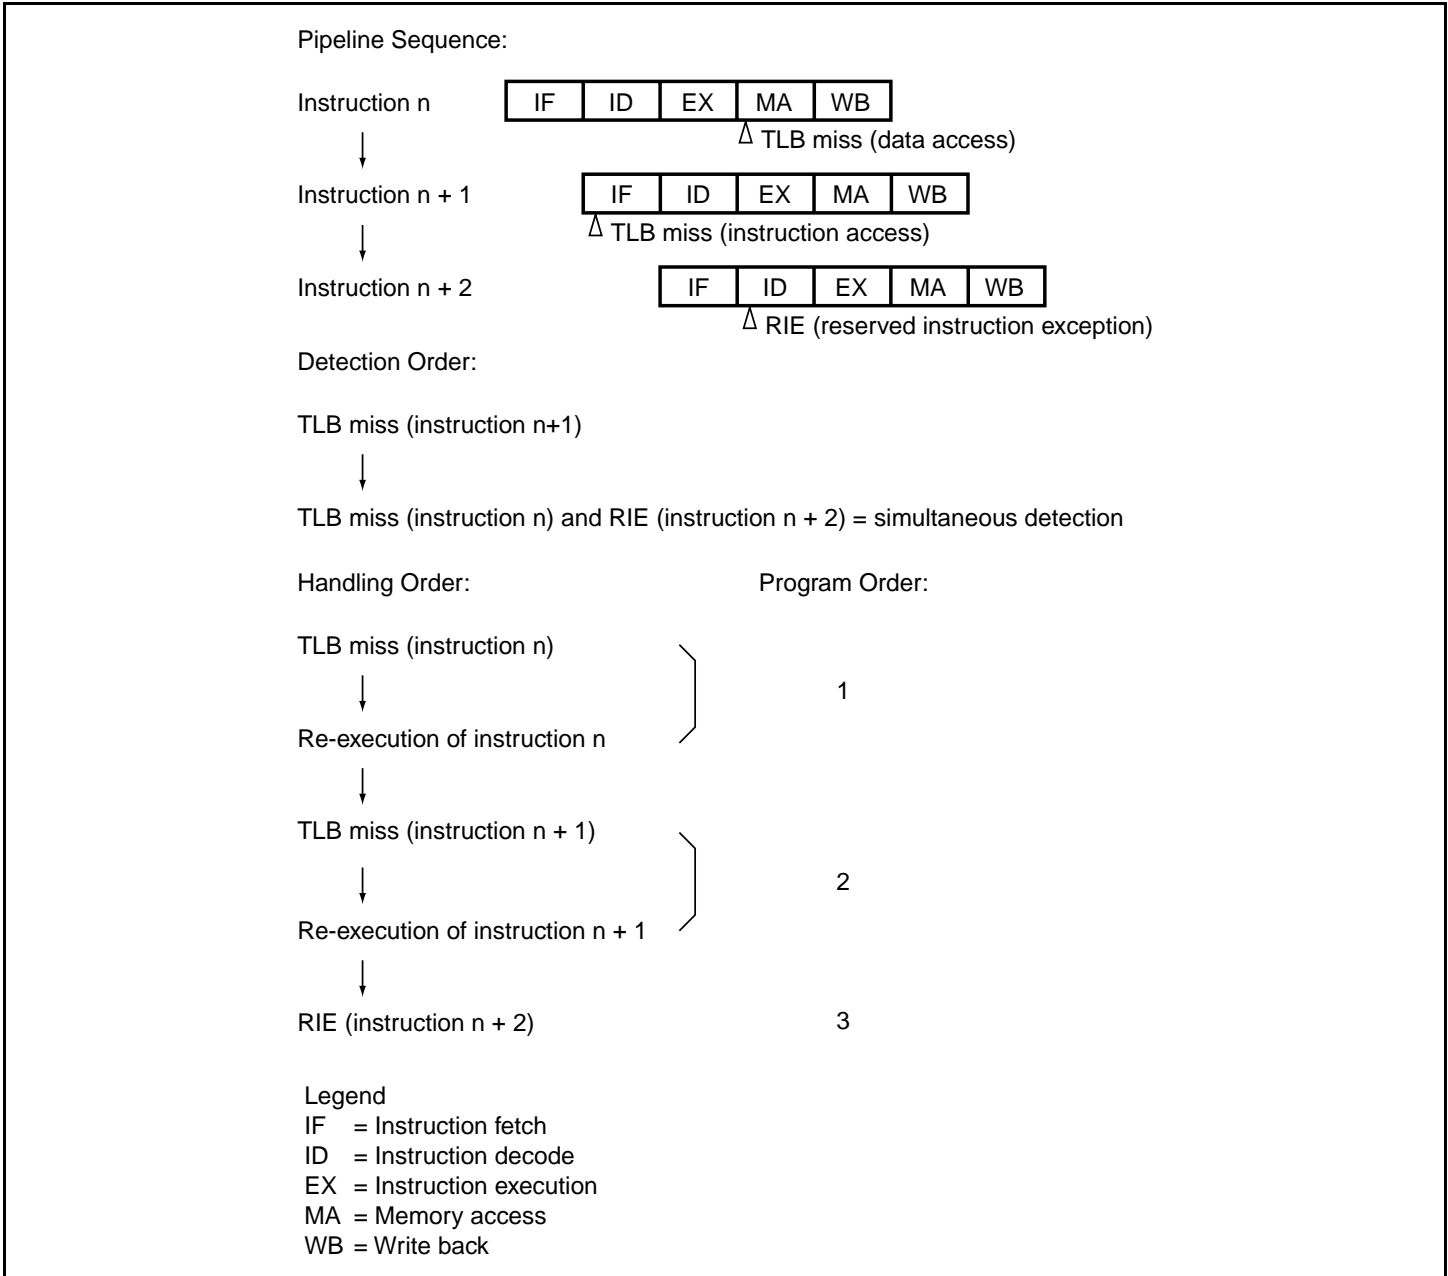 Pipeline Sequence:
Instruction n IF ID EX MA WB
TLB miss (data access)
Instruction n + 1 IF ID EX MA WB
TLB miss (instruction access)
Instruction n + 2 IF ID EX MA WB
RIE (reserved instruction exception)
Detection Order:
TLB miss (instruction n+1)
TLB miss (instruction n) and RIE (instruction n + 2) = simultaneous detection
Handling Order: Program Order:
TLB miss (instruction n)
1
Re-execution of instruction n
TLB miss (instruction n + 1)
2
Re-execution of instruction n + 1
RIE (instruction n + 2) 3
Legend
IF = Instruction fetch
ID = Instruction decode
EX = Instruction execution
MA = Memory access
WB = Write back